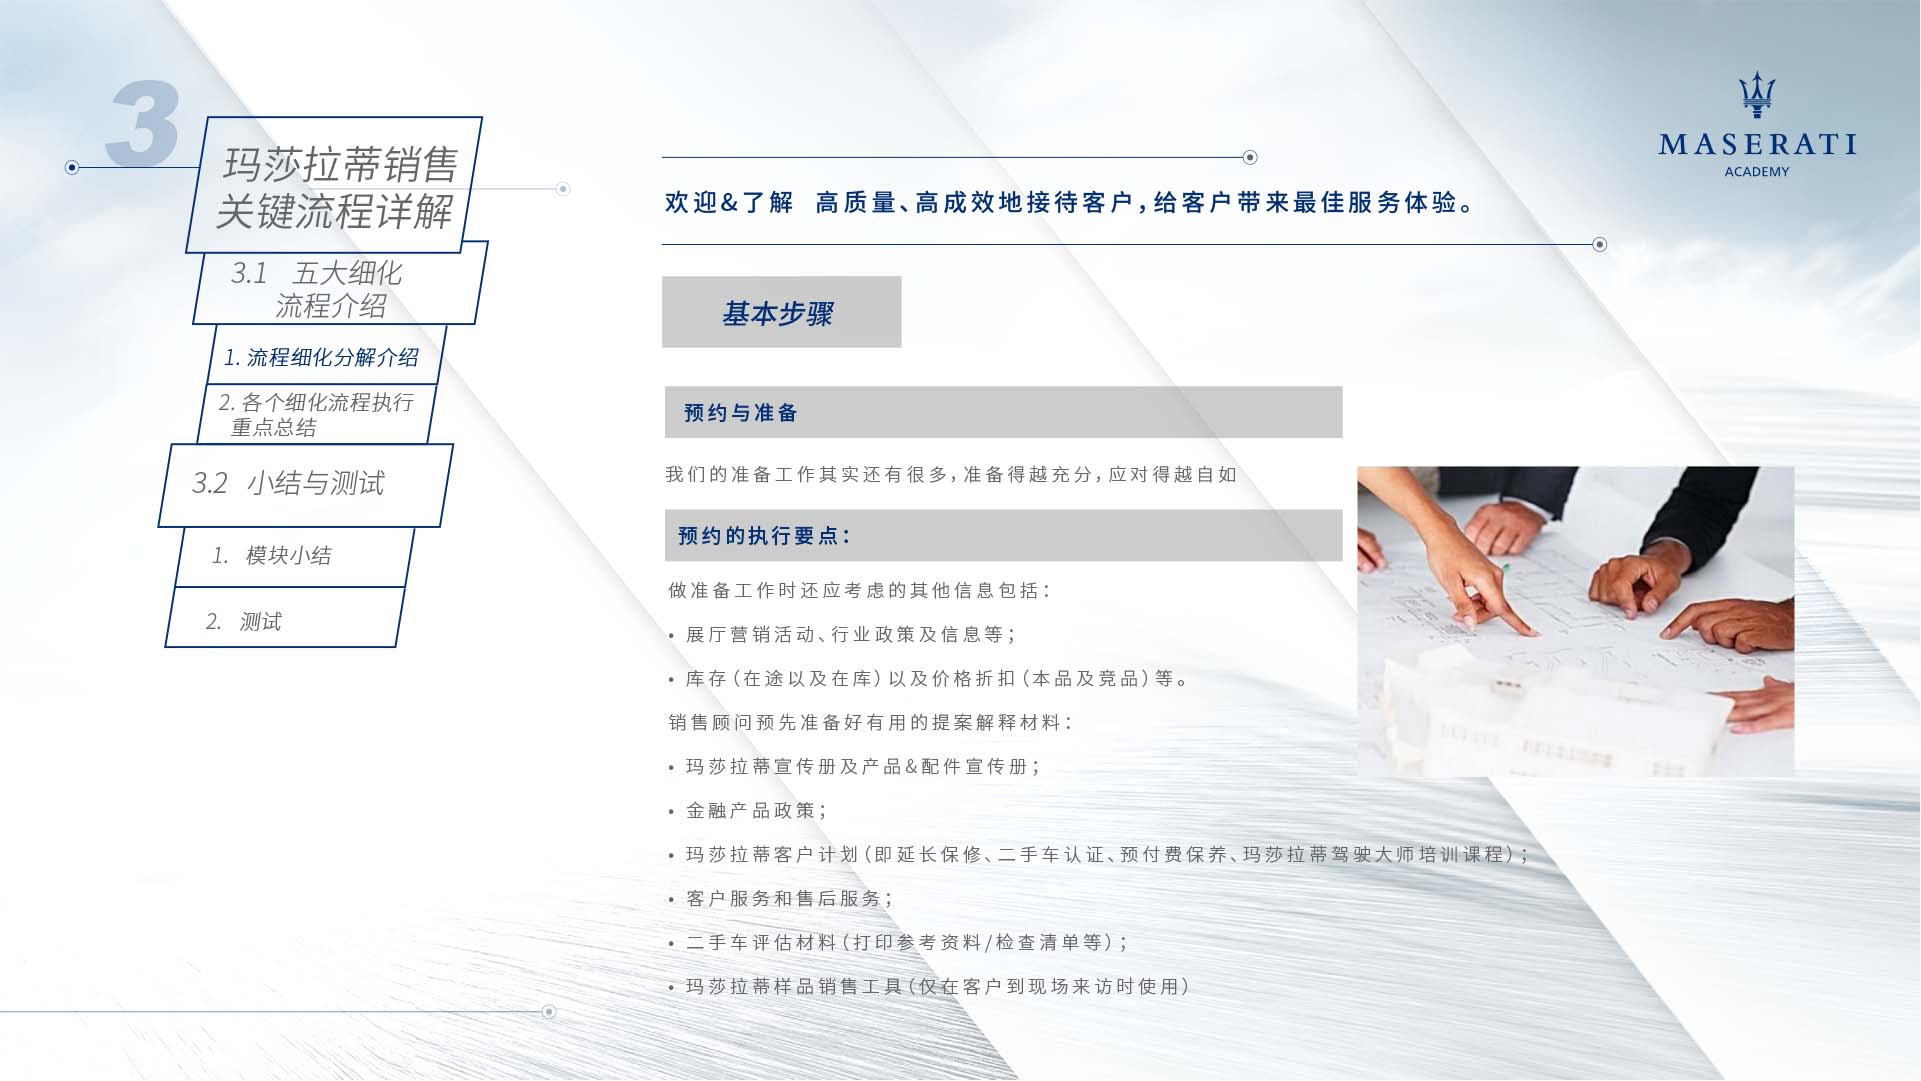 3
玛莎拉蒂销售
关键流程详解
3.1 五大细化
流程介绍
1. 流程细化分解介绍
2. 各个细化流程执行
重点总结
3.2 小结与测试
1. 模块小结
2. 测试
MASERATI
ACADEMY
欢迎&了解 高质量、高成效地接待客户，给客户带来最佳服务体验。
基本步骤
预约与准备
我们的准备工作其实还有很多，准备得越充分，应对得越自如
预约的执行要点：
做准备工作时还应考虑的其他信息包括：
• 展厅营销活动、行业政策及信息等；
• 库存（在途以及在库）以及价格折扣（本品及竞品）等。
销售顾问预先准备好有用的提案解释材料：
• 玛莎拉蒂宣传册及产品&配件宣传册；
• 金融产品政策；
• 玛莎拉蒂客户计划（即延长保修、二手车认证、预付费保养、玛莎拉蒂驾驶大师培训课程）；
• 客户服务和售后服务；
• 二手车评估材料（打印参考资料/检查清单等）；
• 玛莎拉蒂样品销售工具（仅在客户到现场来访时使用）